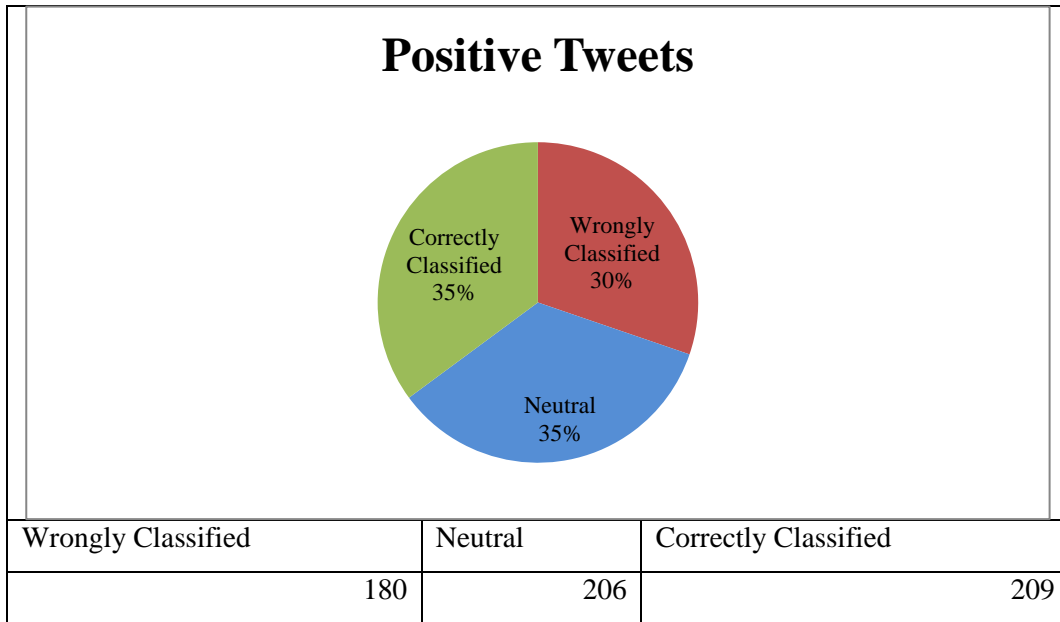 Positive Tweets
Wrongly
Classified
30%
Correctly
Classified
35%
Neutral
35%
Wrongly Classified Neutral Correctly Classified
180 206 209